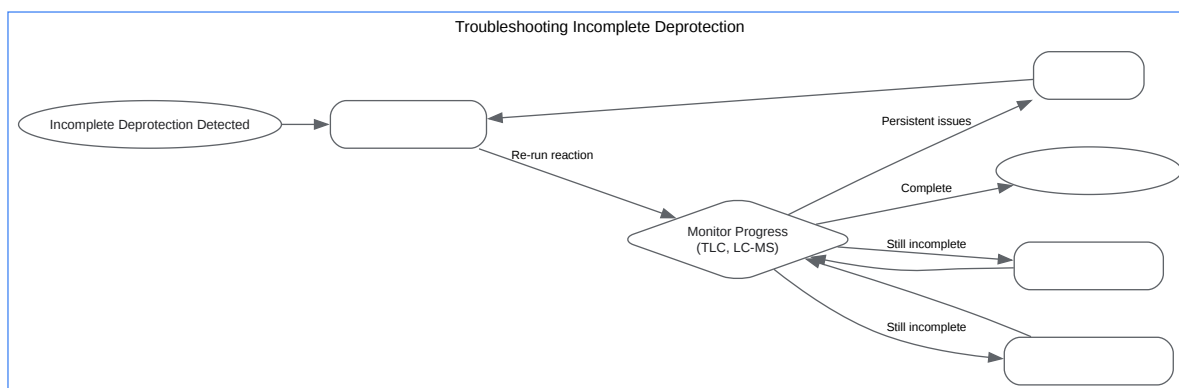 Troubleshooting Incomplete Deprotection
Incomplete Deprotection Detected
Re-run reaction
Monitor Progress
(TLC, LC-MS)
Persistent issues
Complete
Still incomplete
Still incomplete